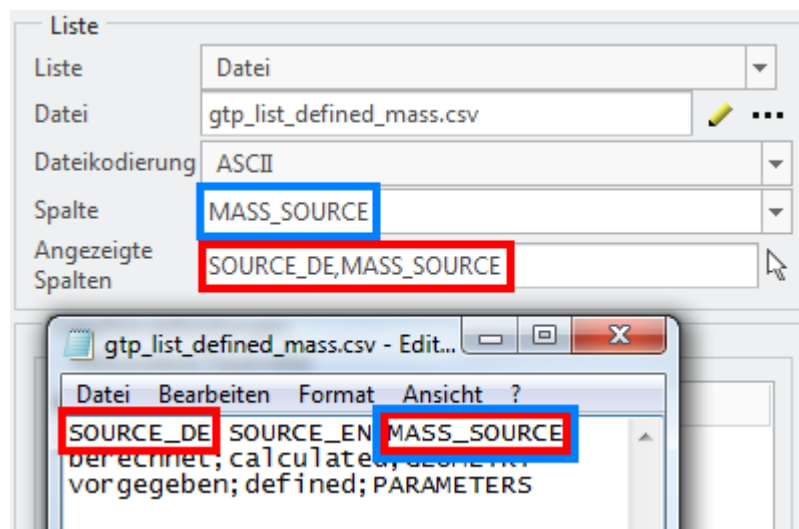 Liste
Liste Datei
Datei gtp_list_defined_mass.csv
Dateikodierung ASCII
Spalte MASS_SOURCE
Angezeigte
Spalten SOURCE_DE,MASS_SOURCE
gtp_list_defined_mass.csv - Edit...
Datei Bearbeiten Format Ansicht ?
SOURCE_DE SOURCE_EN MASS_SOURCE
berechnet;calculated;GEOMETRY
vorgegeben;defined;PARAMETERS